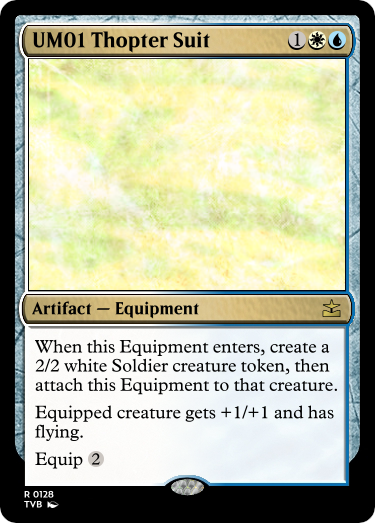 UM01 Thopter Suit 1
Artifact — Equipment
When this Equipment enters, create a
2/2 white Soldier creature token, then
attach this Equipment to that creature.
Equipped creature gets +1/+1 and has
flying.
Equip 2
R 0128
TVB